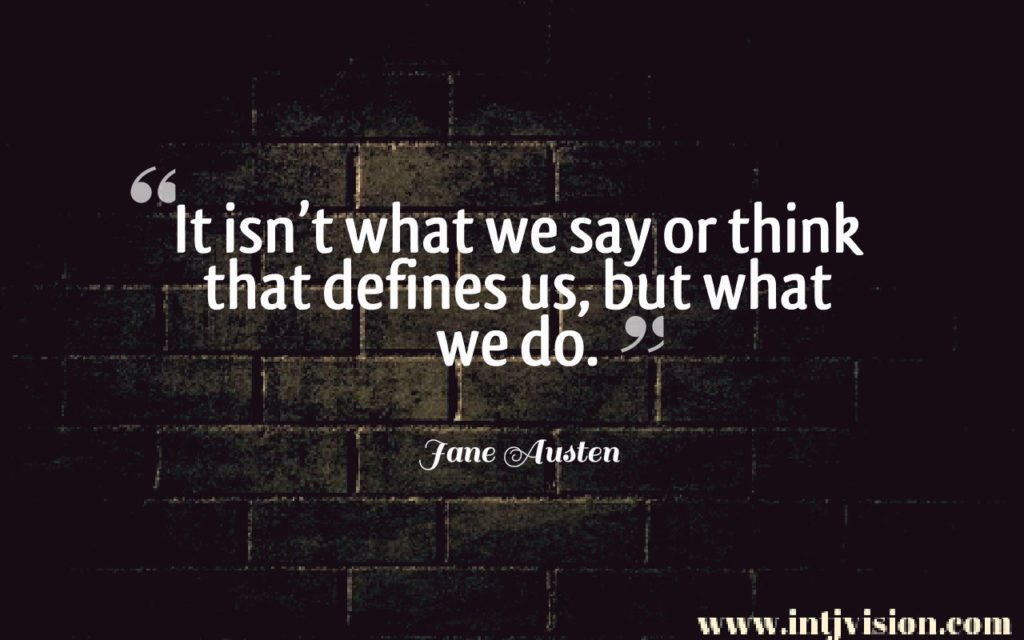 “It isn’t what we say or think
that defines us, but what
we do.”
Jane Austen
www.intjvision.com